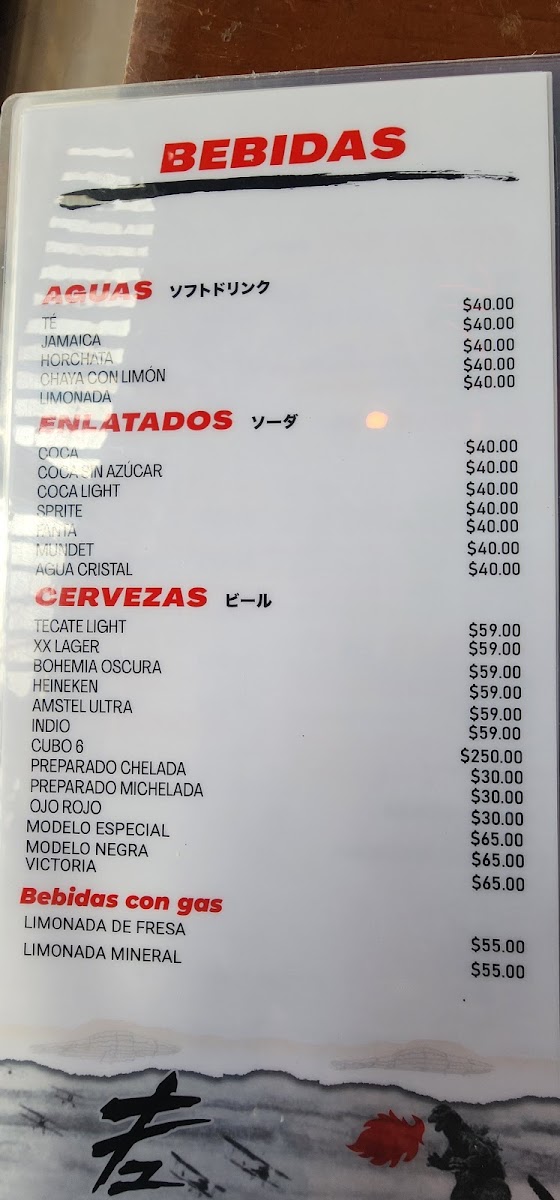 BEBIDAS
AGUAS ソフトドリンク
TÉ $40.00
JAMAICA $40.00
HORCHATA $40.00
CHAYA CON LIMÓN $40.00
LIMONADA $40.00
ENLATADOS ソーダ
COCA $40.00
COCA SIN AZÚCAR $40.00
COCA LIGHT $40.00
SPRITE $40.00
FANTA $40.00
MUNDET $40.00
AGUA CRISTAL $40.00
CERVEZAS ビール
TECATE LIGHT $59.00
XX LAGER $59.00
BOHEMIA OSCURA $59.00
HEINEKEN $59.00
AMSTEL ULTRA $59.00
INDIO $59.00
CUBO 6 $250.00
PREPARADO CHELADA $30.00
PREPARADO MICHELADA $30.00
OJO ROJO $30.00
MODELO ESPECIAL $65.00
MODELO NEGRA $65.00
VICTORIA $65.00
Bebidas con gas
LIMONADA DE FRESA $55.00
LIMONADA MINERAL $55.00